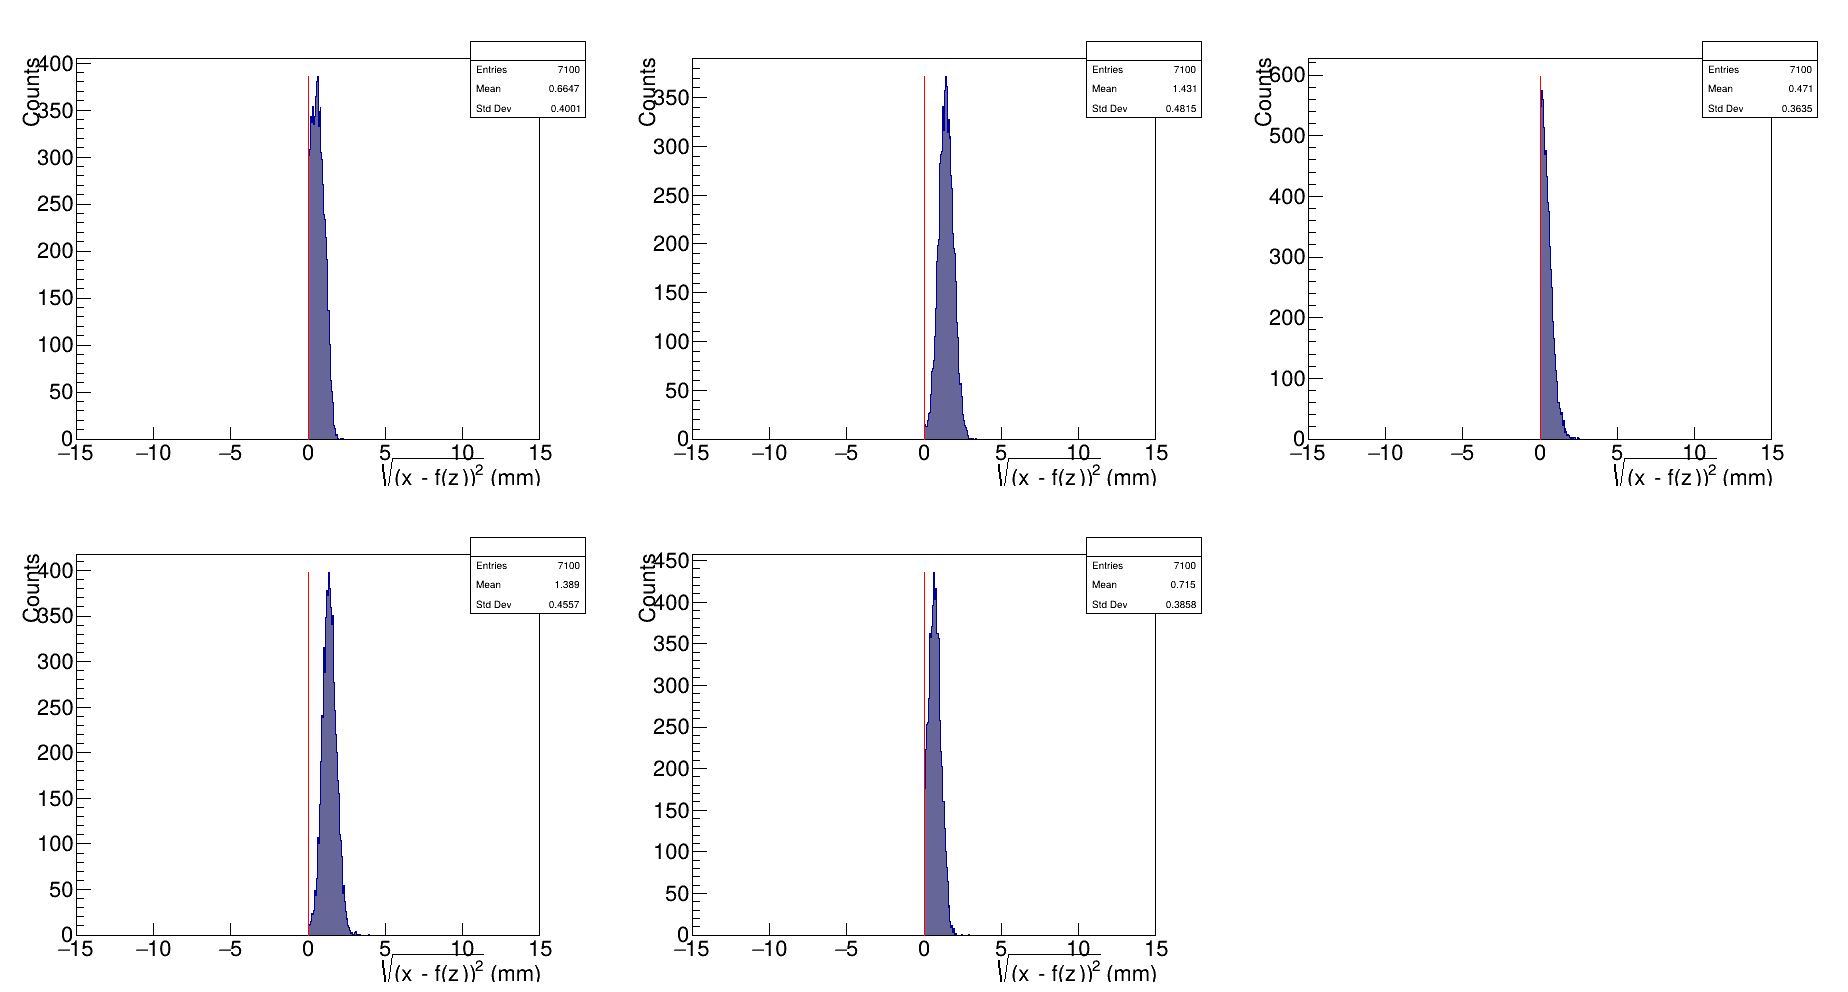 Counts
400
350
300
250
200
150
100
50
0
−15 −10 −5 0 5 10 15
√(x - f(z))² (mm)
Entries 7100
Mean 0.6647
Std Dev 0.4001
Counts
350
300
250
200
150
100
50
0
−15 −10 −5 0 5 10 15
√(x - f(z))² (mm)
Entries 7100
Mean 1.431
Std Dev 0.4815
Counts
600
500
400
300
200
100
0
−15 −10 −5 0 5 10 15
√(x - f(z))² (mm)
Entries 7100
Mean 0.471
Std Dev 0.3635
Counts
400
350
300
250
200
150
100
50
0
−15 −10 −5 0 5 10 15
√(x - f(z))² (mm)
Entries 7100
Mean 1.389
Std Dev 0.4557
Counts
450
400
350
300
250
200
150
100
50
0
−15 −10 −5 0 5 10 15
√(x - f(z))² (mm)
Entries 7100
Mean 0.715
Std Dev 0.3858